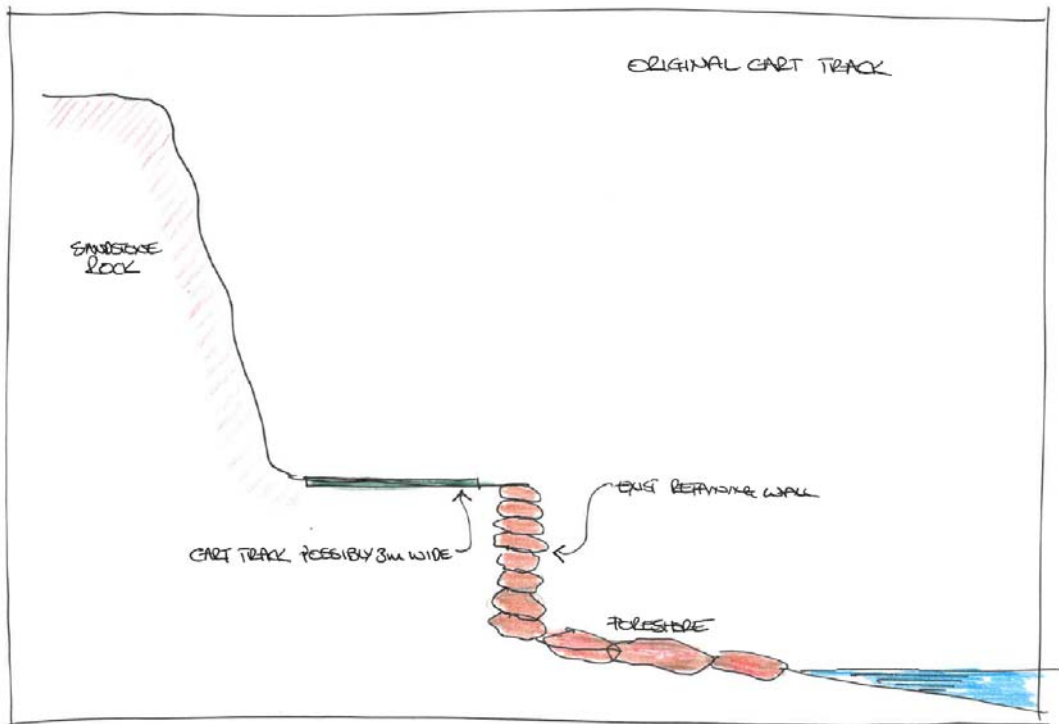 ORIGINAL CART TRACK
SANDSTONE
ROCK
EXIST RETAINING WALL
CART TRACK POSSIBLY 3m WIDE
FORESHORE